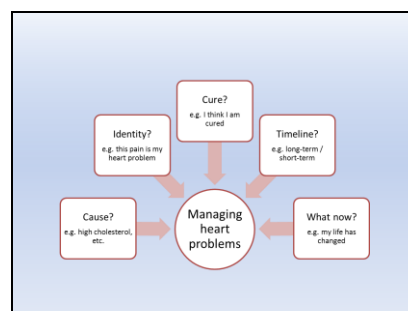 Cure?
e.g. I think I am
cured
Identity?
e.g. this pain is my
heart problem
Timeline?
e.g. long-term /
short-term
Cause?
e.g. high cholesterol,
etc.
Managing
heart
problems
What now?
e.g. my life has
changed